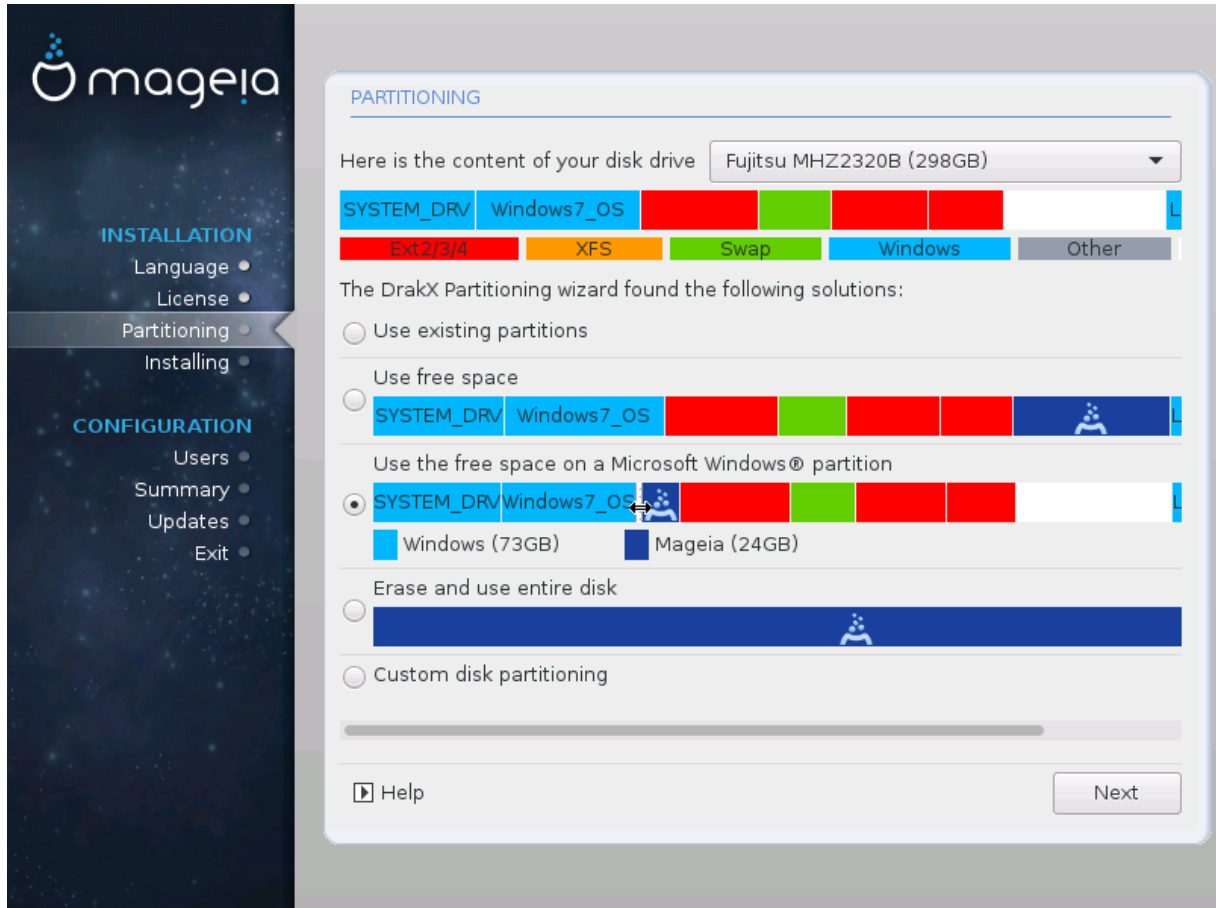 mageia
INSTALLATION
Language
License
Partitioning
Installing
CONFIGURATION
Users
Summary
Updates
Exit
PARTITIONING
Here is the content of your disk drive Fujitsu MHZ2320B (298GB)
SYSTEM_DRV Windows7_OS L
Ext2/3/4 XFS Swap Windows Other
The DrakX Partitioning wizard found the following solutions:
Use existing partitions
Use free space
SYSTEM_DRV Windows7_OS L
Use the free space on a Microsoft Windows® partition
SYSTEM_DRV Windows7_OS L
Windows (73GB) Mageia (24GB)
Erase and use entire disk
Custom disk partitioning
Help Next